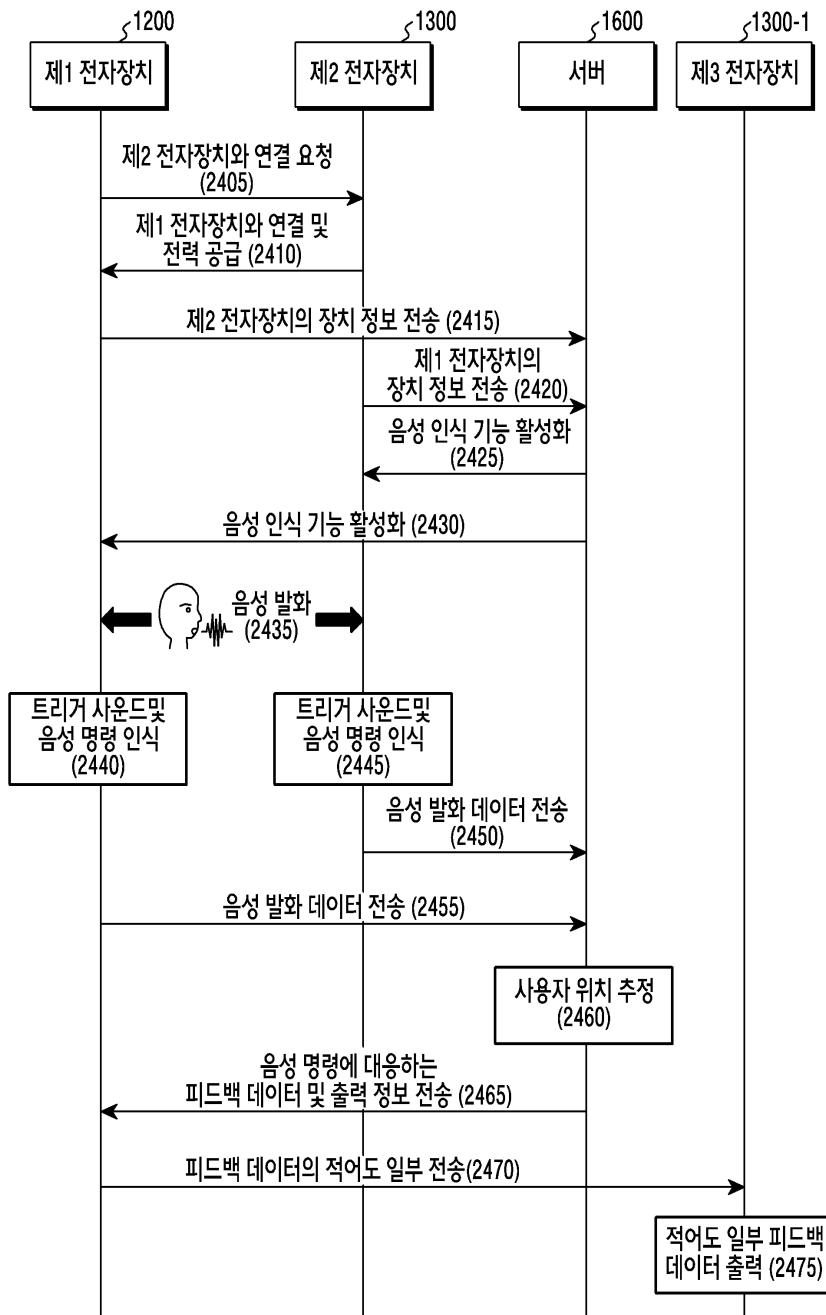 1200
1300
1600
1300-1
제1 전자장치
제2 전자장치
서버
제3 전자장치
제2 전자장치와 연결 요청
(2405)
제1 전자장치와 연결 및
전력 공급 (2410)
제2 전자장치의 장치 정보 전송 (2415)
제1 전자장치의
장치 정보 전송 (2420)
음성 인식 기능 활성화
(2425)
음성 인식 기능 활성화 (2430)
음성 발화
(2435)
트리거 사운드및
음성 명령 인식
(2440)
트리거 사운드및
음성 명령 인식
(2445)
음성 발화 데이터 전송
(2450)
음성 발화 데이터 전송 (2455)
사용자 위치 추정
(2460)
음성 명령에 대응하는
피드백 데이터 및 출력 정보 전송 (2465)
피드백 데이터의 적어도 일부 전송(2470)
적어도 일부 피드백
데이터 출력 (2475)